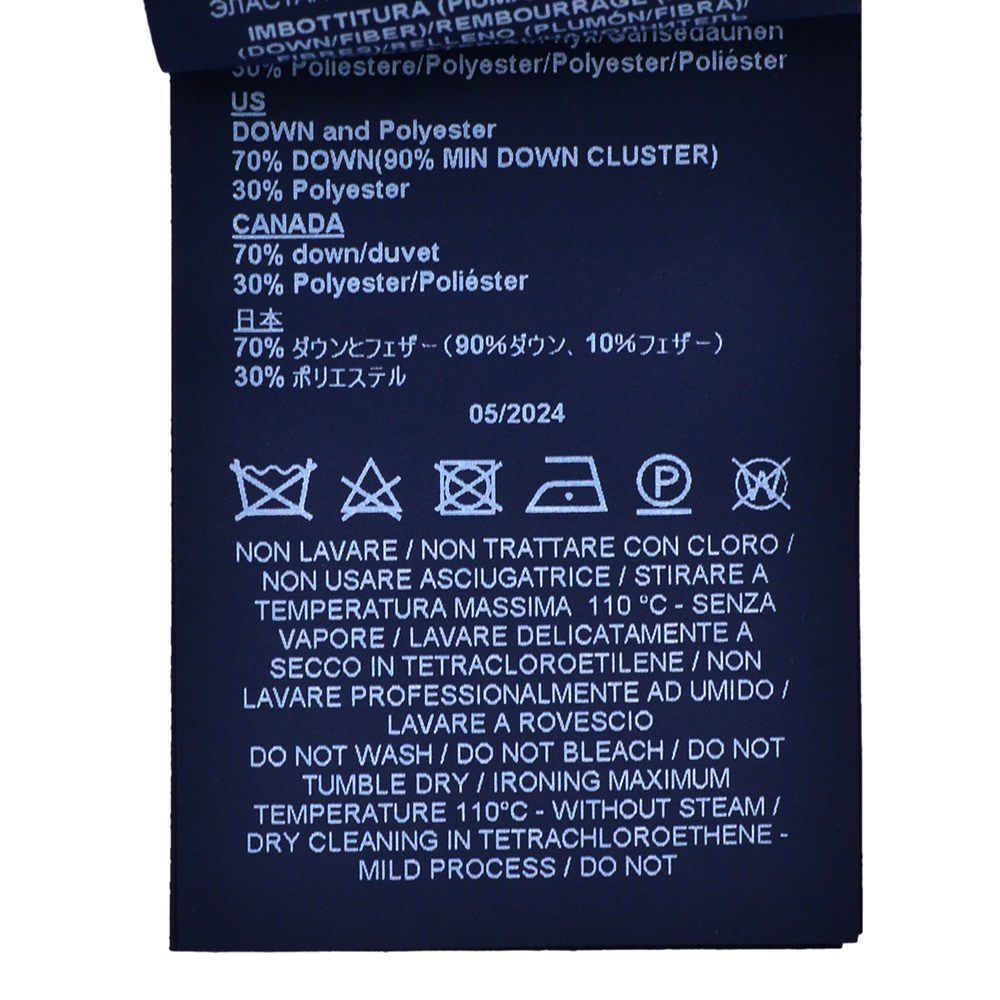 ЭЛАСТАН
IMBOTTITURA (PIUMA
(DOWN/FIBER)/REMBOURRAGE
RELLENO (PLUMÓN/FIBRA)/
30% Poliestere/Polyester/Polyester/Poliéster
US
DOWN and Polyester
70% DOWN(90% MIN DOWN CLUSTER)
30% Polyester
CANADA
70% down/duvet
30% Polyester/Poliéster
日本
70% ダウンとフェザー(90%ダウン、10%フェザー)
30% ポリエステル
05/2024
P
W
NON LAVARE / NON TRATTARE CON CLORO /
NON USARE ASCIUGATRICE / STIRARE A
TEMPERATURA MASSIMA 110 °C - SENZA
VAPORE / LAVARE DELICATAMENTE A
SECCO IN TETRACLOROETILENE / NON
LAVARE PROFESSIONALMENTE AD UMIDO /
LAVARE A ROVESCIO
DO NOT WASH / DO NOT BLEACH / DO NOT
TUMBLE DRY / IRONING MAXIMUM
TEMPERATURE 110°C - WITHOUT STEAM /
DRY CLEANING IN TETRACHLOROETHENE -
MILD PROCESS / DO NOT